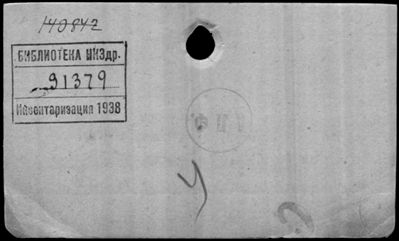 140842
БИБЛИОТЕКА НКЗдр.
91379
Инвентаризация 1938